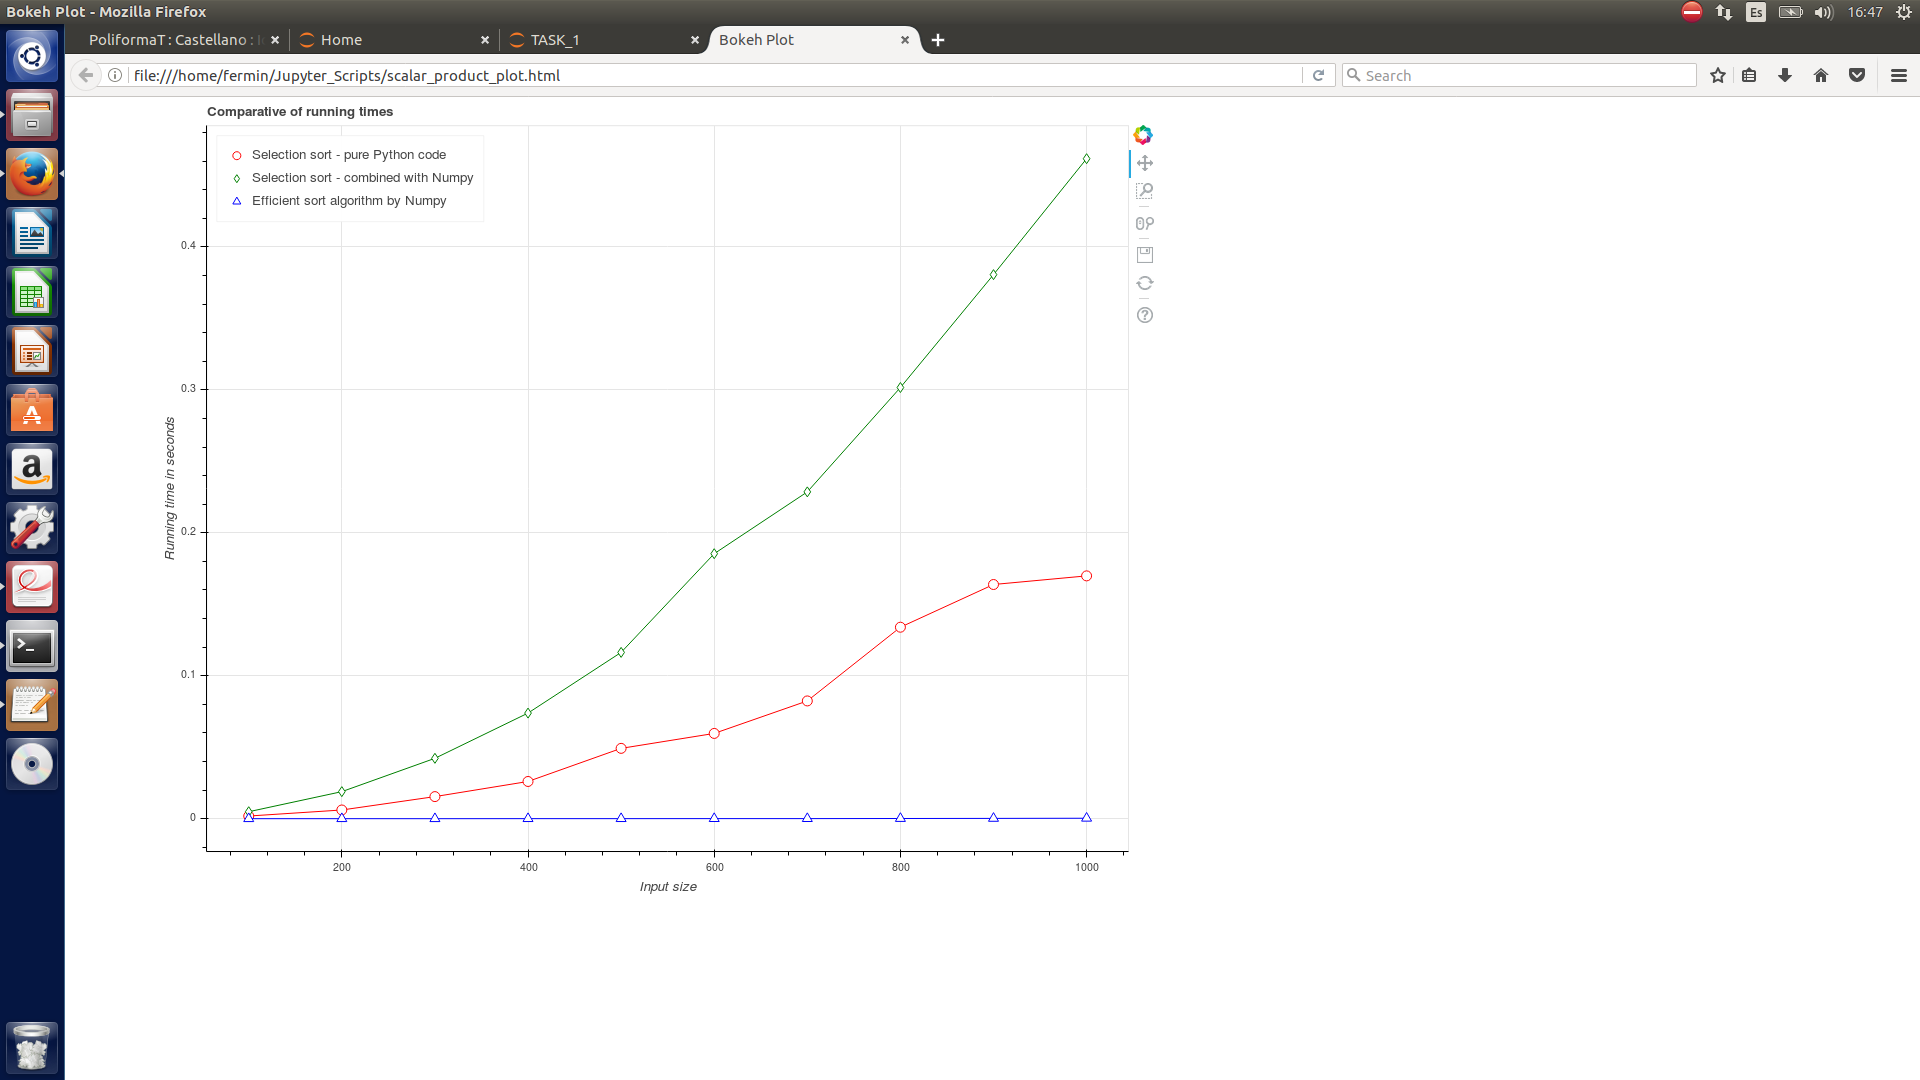 Bokeh Plot - Mozilla Firefox
Es
16:47
PoliformaT : Castellano :
Home
TASK_1
Bokeh Plot
file:///home/fermin/Jupyter_Scripts/scalar_product_plot.html
Search
Comparative of running times
Selection sort - pure Python code
Selection sort - combined with Numpy
Efficient sort algorithm by Numpy
0.4
0.3
0.2
0.1
0
Running time in seconds
200
400
600
800
1000
Input size